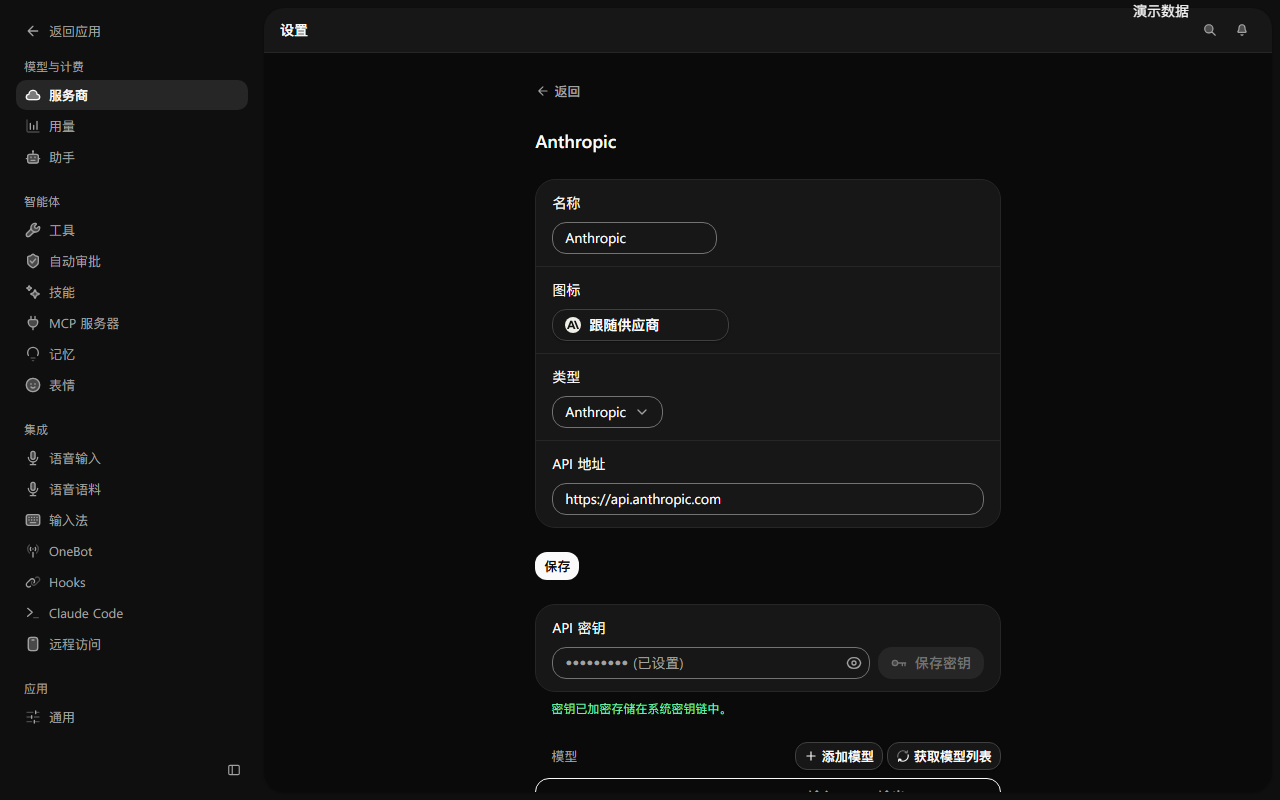 演示数据
返回应用
设置
模型与计费
服务商
用量
助手
智能体
工具
自动审批
技能
MCP 服务器
记忆
表情
集成
语音输入
语音语料
输入法
OneBot
Hooks
Claude Code
远程访问
应用
通用
返回
Anthropic
名称
Anthropic
图标
跟随供应商
类型
Anthropic
API 地址
https://api.anthropic.com
保存
API 密钥
••••••••• (已设置)
保存密钥
密钥已加密存储在系统密钥链中。
模型
添加模型
获取模型列表